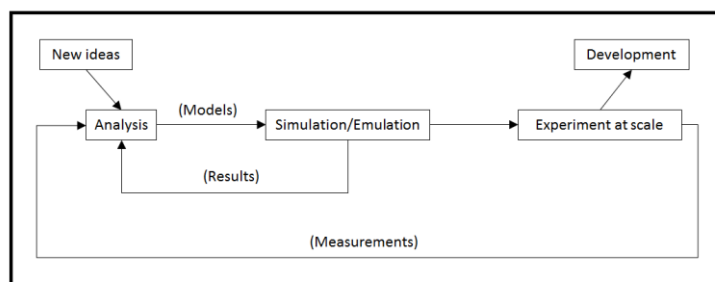 New ideas
Development
(Models)
Analysis
Simulation/Emulation
Experiment at scale
(Results)
(Measurements)